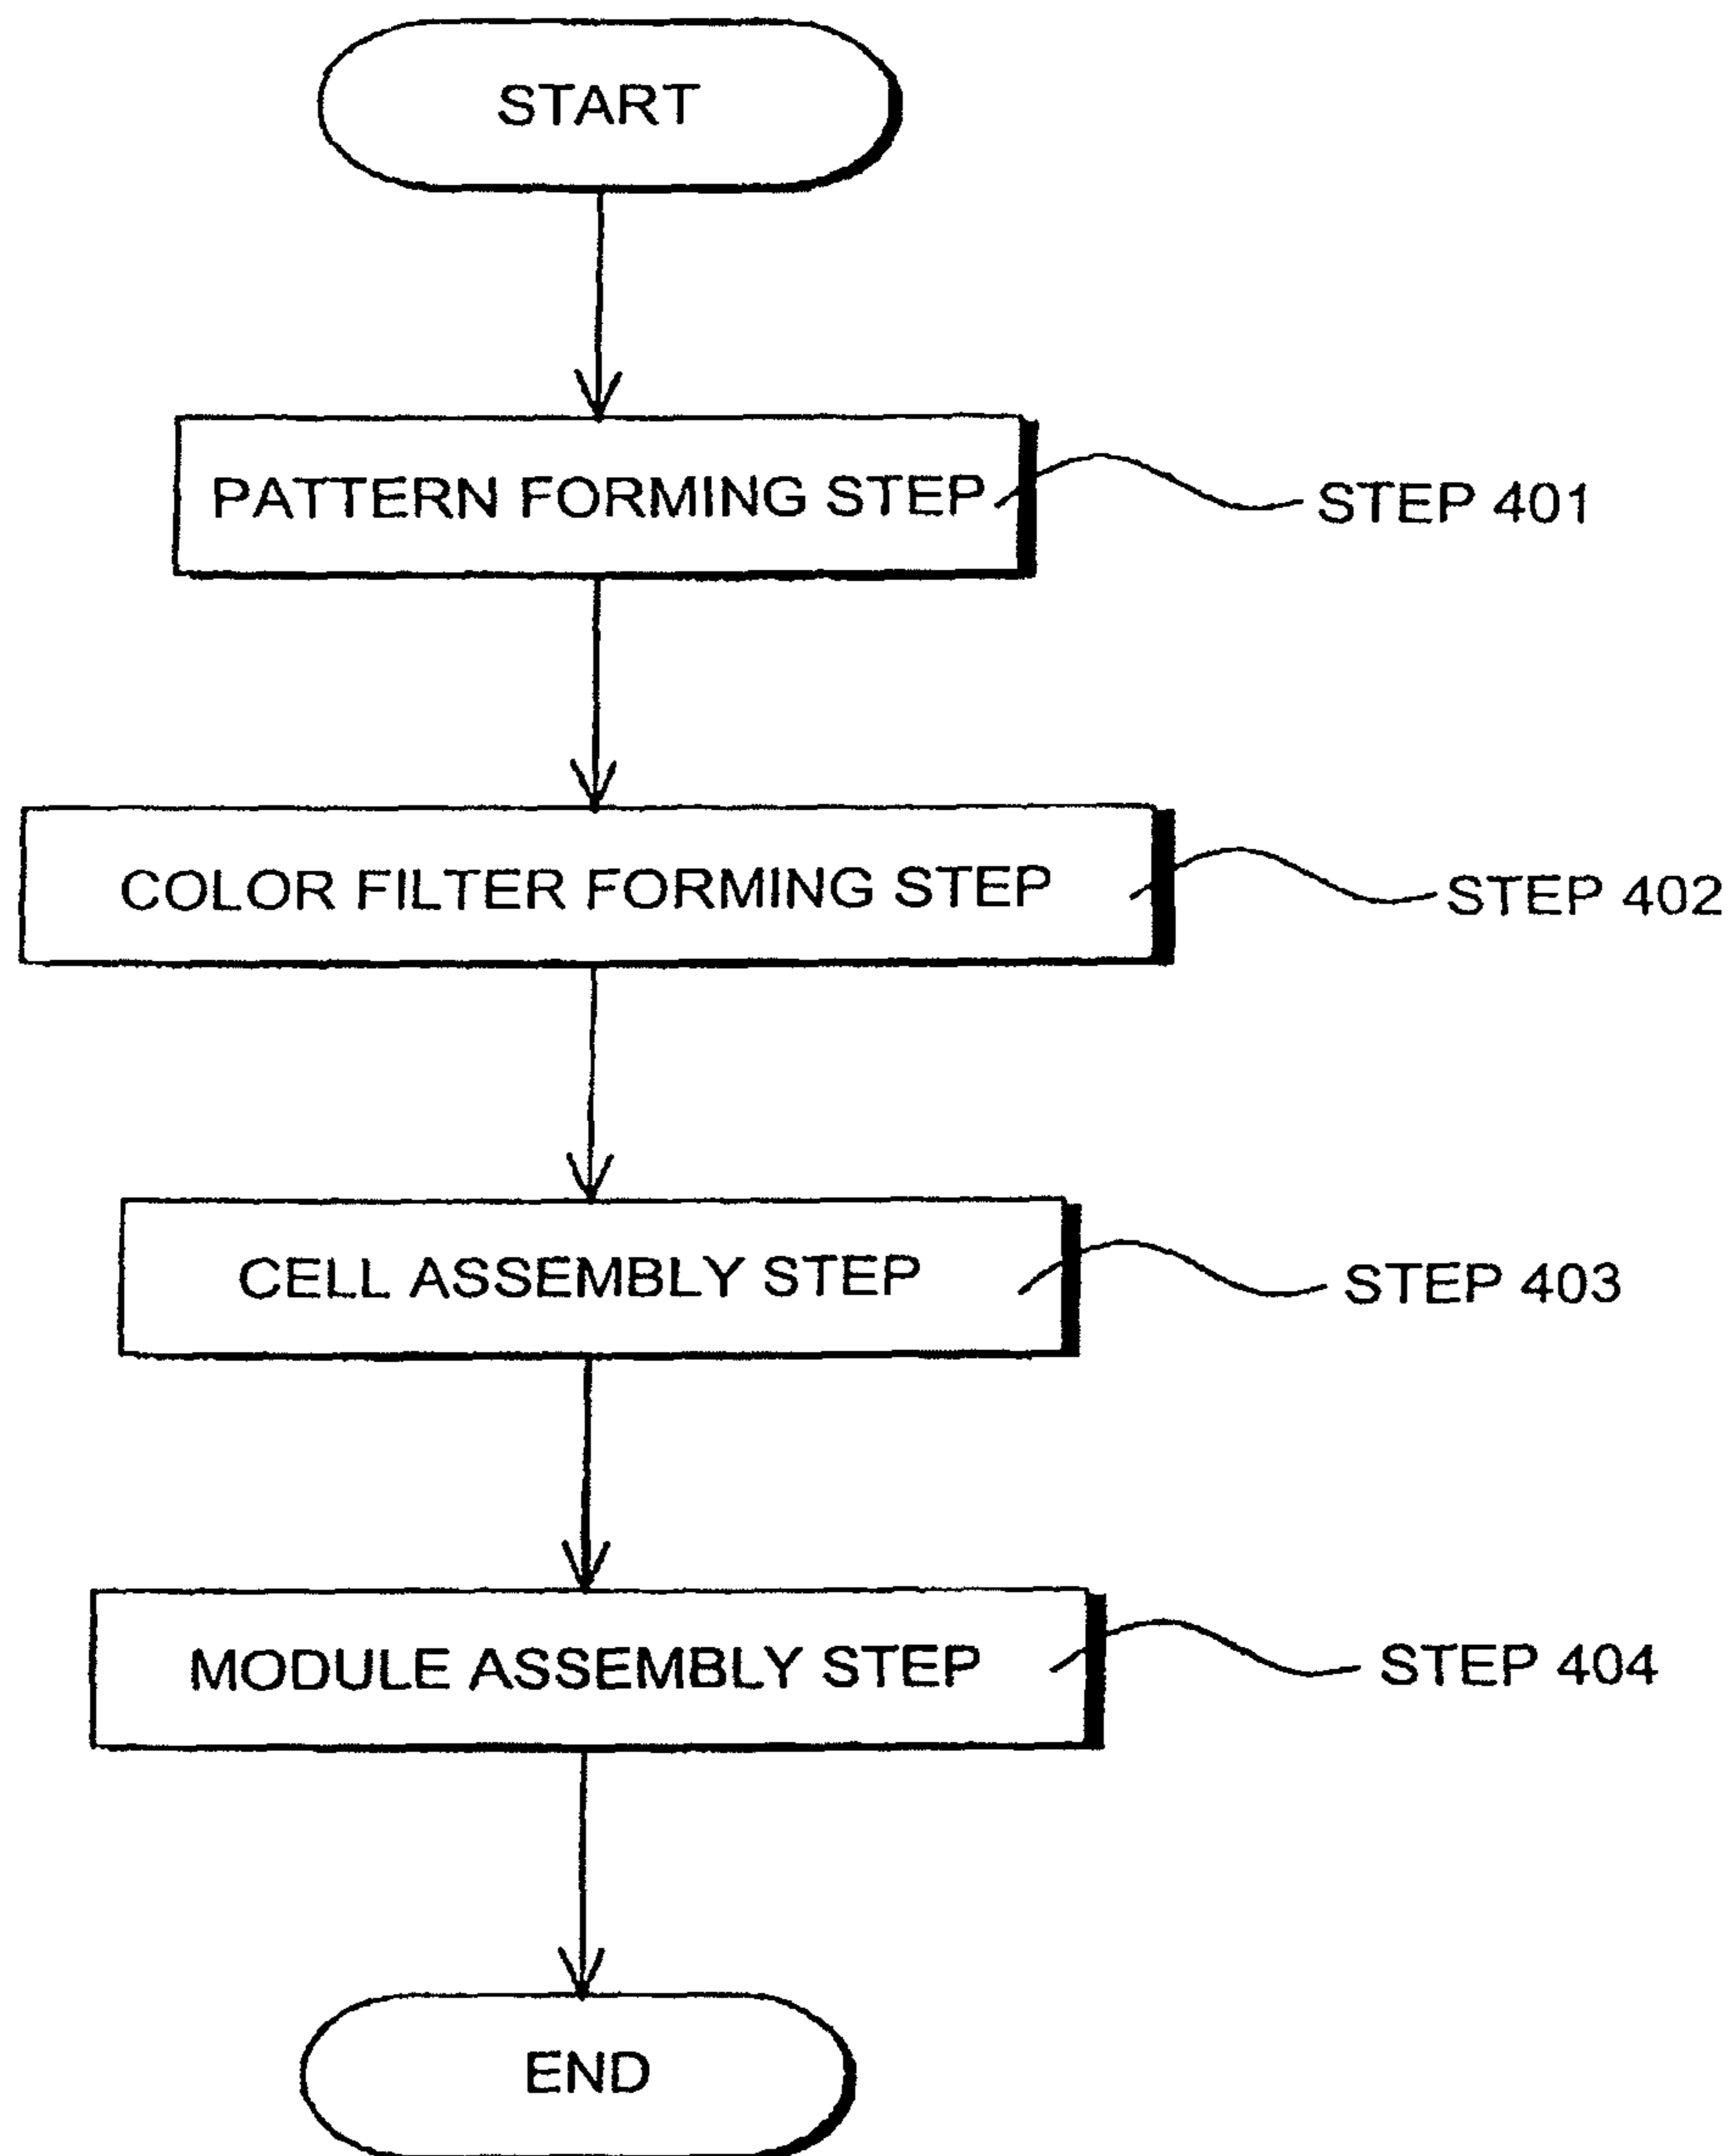 START
PATTERN FORMING STEP
STEP 401
COLOR FILTER FORMING STEP
STEP 402
CELL ASSEMBLY STEP
STEP 403
MODULE ASSEMBLY STEP
STEP 404
END